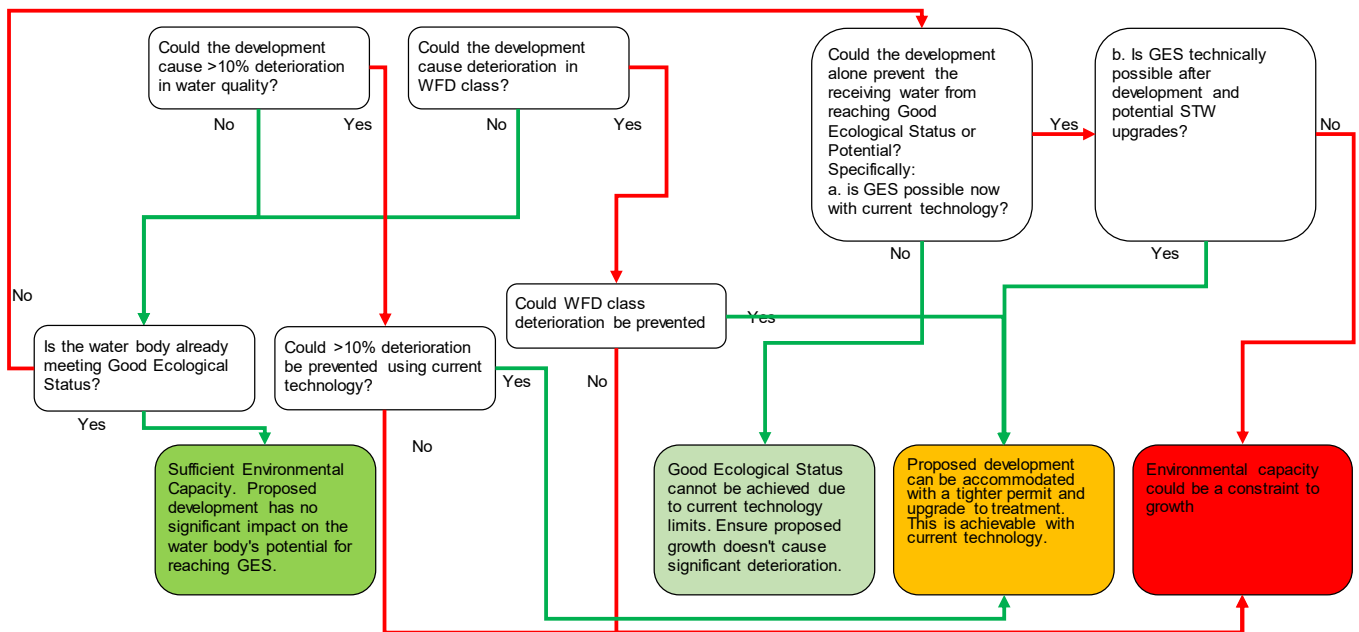 Could the development
cause >10% deterioration
in water quality?
Could the development
cause deterioration in
WFD class?
Could the development
alone prevent the
receiving water from
reaching Good
Ecological Status or
Potential?
Specifically:
a. is GES possible now
with current technology?
b. Is GES technically
possible after
development and
potential STW
upgrades?
No
Yes
No
Yes
Yes
No
No
Yes
No
Could WFD class
deterioration be prevented
Yes
Is the water body already
meeting Good Ecological
Status?
Could >10% deterioration
be prevented using current
technology?
Yes
No
Yes
No
Sufficient Environmental
Capacity. Proposed
development has no
significant impact on the
water body's potential for
reaching GES.
Good Ecological Status
cannot be achieved due
to current technology
limits. Ensure proposed
growth doesn't cause
significant deterioration.
Proposed development
can be accommodated
with a tighter permit and
upgrade to treatment.
This is achievable with
current technology.
Environmental capacity
could be a constraint to
growth